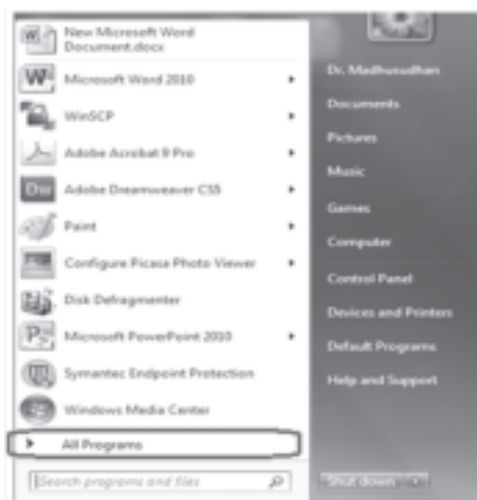 New Microsoft Word
Document.docx
Microsoft Word 2010
WinSCP
Adobe Acrobat 9 Pro
Dw Adobe Dreamweaver CS5
Paint
Configure Picasa Photo Viewer
Disk Defragmenter
Microsoft PowerPoint 2010
Symantec Endpoint Protection
Windows Media Center
All Programs
Search programs and files
Dr. Madhusudhan
Documents
Pictures
Music
Games
Computer
Control Panel
Devices and Printers
Default Programs
Help and Support
Shut down